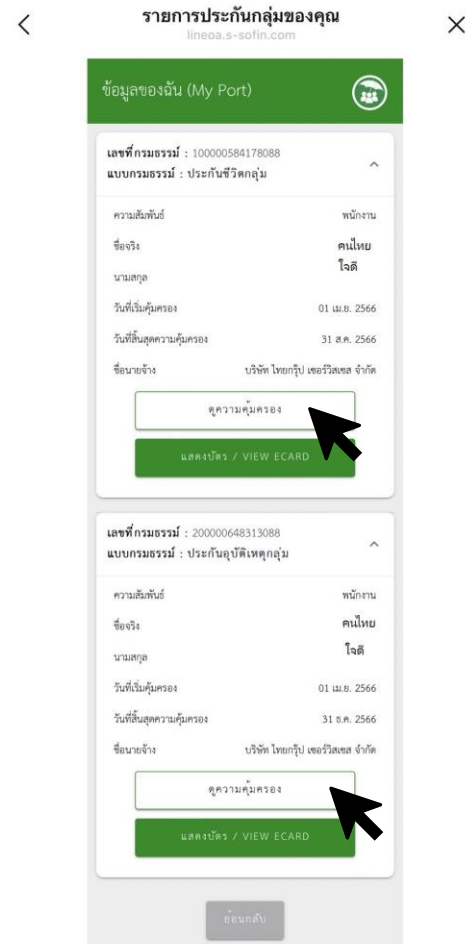 รายการประกันกลุ่มของคุณ
lineoa.s-sofin.com
ข้อมูลของฉัน (My Port)
เลขที่กรมธรรม์ : 100000584178088
แบบกรมธรรม์ : ประกันชีวิตกลุ่ม
ความสัมพันธ์ พนักงาน
ชื่อจริง คนไทย
นามสกุล ใจดี
วันที่เริ่มคุ้มครอง 01 เม.ย. 2566
วันที่สิ้นสุดความคุ้มครอง 31 ส.ค. 2566
ชื่อนายจ้าง บริษัท ไทยกรุ๊ป เซอร์วิสเซส จำกัด
ดูความคุ้มครอง
แสดงบัตร / VIEW ECARD
เลขที่กรมธรรม์ : 200000648313088
แบบกรมธรรม์ : ประกันอุบัติเหตุกลุ่ม
ความสัมพันธ์ พนักงาน
ชื่อจริง คนไทย
นามสกุล ใจดี
วันที่เริ่มคุ้มครอง 01 เม.ย. 2566
วันที่สิ้นสุดความคุ้มครอง 31 ธ.ค. 2566
ชื่อนายจ้าง บริษัท ไทยกรุ๊ป เซอร์วิสเซส จำกัด
ดูความคุ้มครอง
แสดงบัตร / VIEW ECARD
ย้อนกลับ